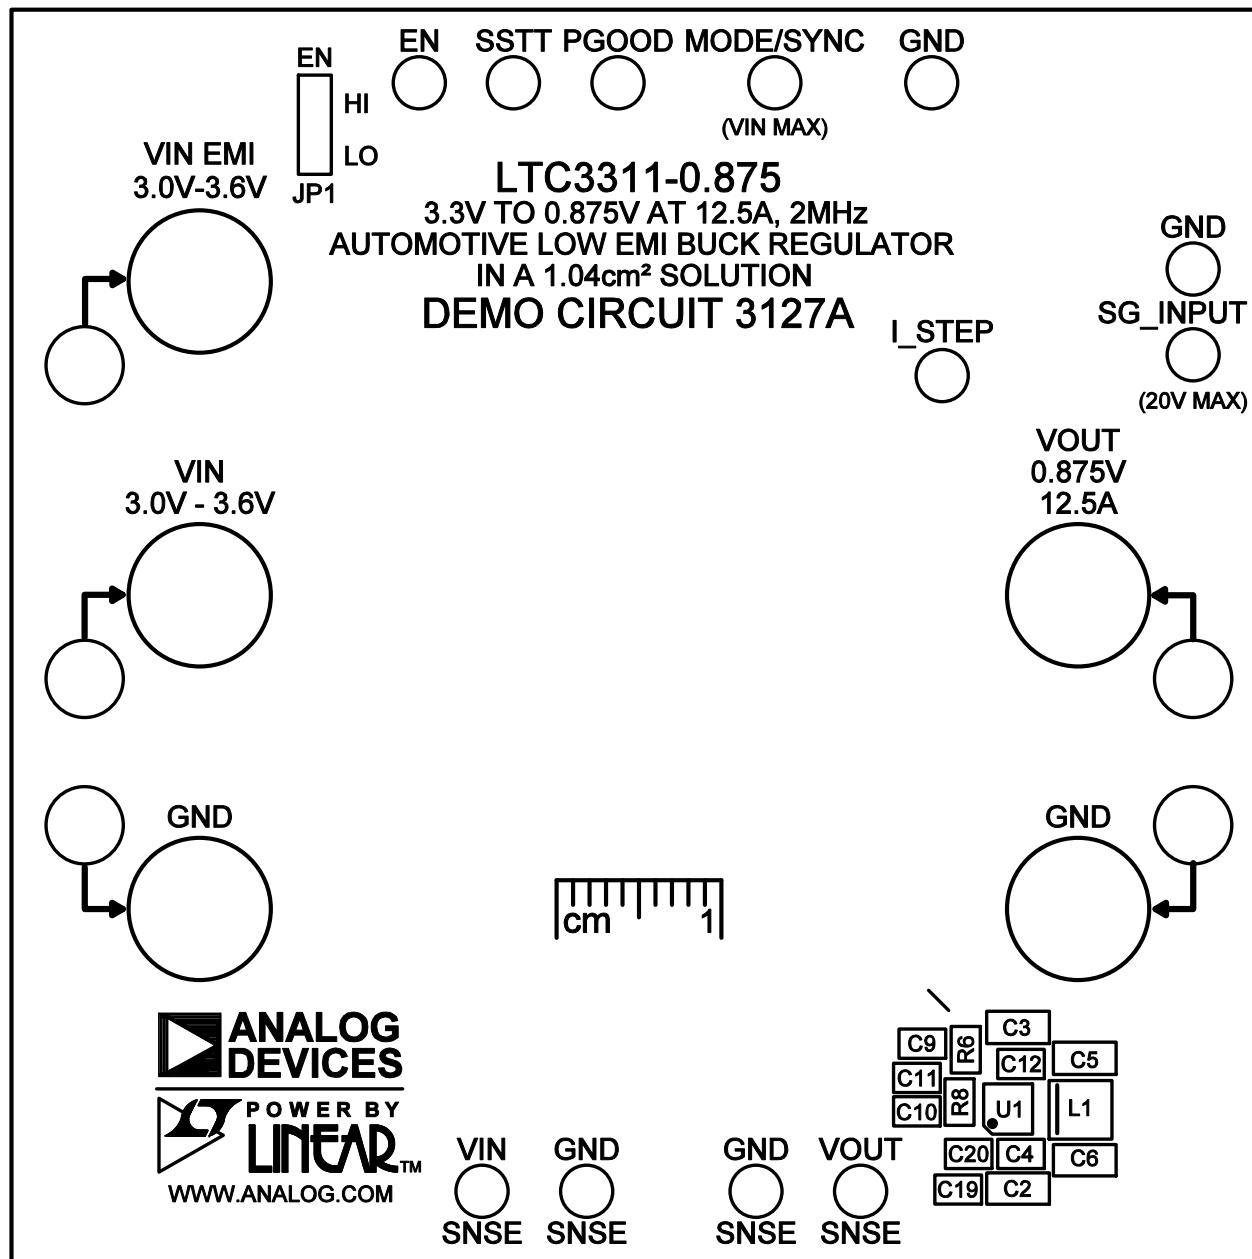 EN
SSTT
PGOOD
MODE/SYNC
GND
EN
HI
LO
JP1
(VIN MAX)
VIN EMI
3.0V-3.6V
LTC3311-0.875
3.3V TO 0.875V AT 12.5A, 2MHz
AUTOMOTIVE LOW EMI BUCK REGULATOR
IN A 1.04cm² SOLUTION
DEMO CIRCUIT 3127A
GND
SG_INPUT
(20V MAX)
I_STEP
VIN
3.0V - 3.6V
VOUT
0.875V
12.5A
GND
GND
cm 1
ANALOG
DEVICES
POWER BY
LINEAR™
WWW.ANALOG.COM
VIN
SNSE
GND
SNSE
GND
SNSE
VOUT
SNSE
C3
C9
R6
C12
C5
C11
C10
R8
U1
L1
C20
C4
C6
C19
C2